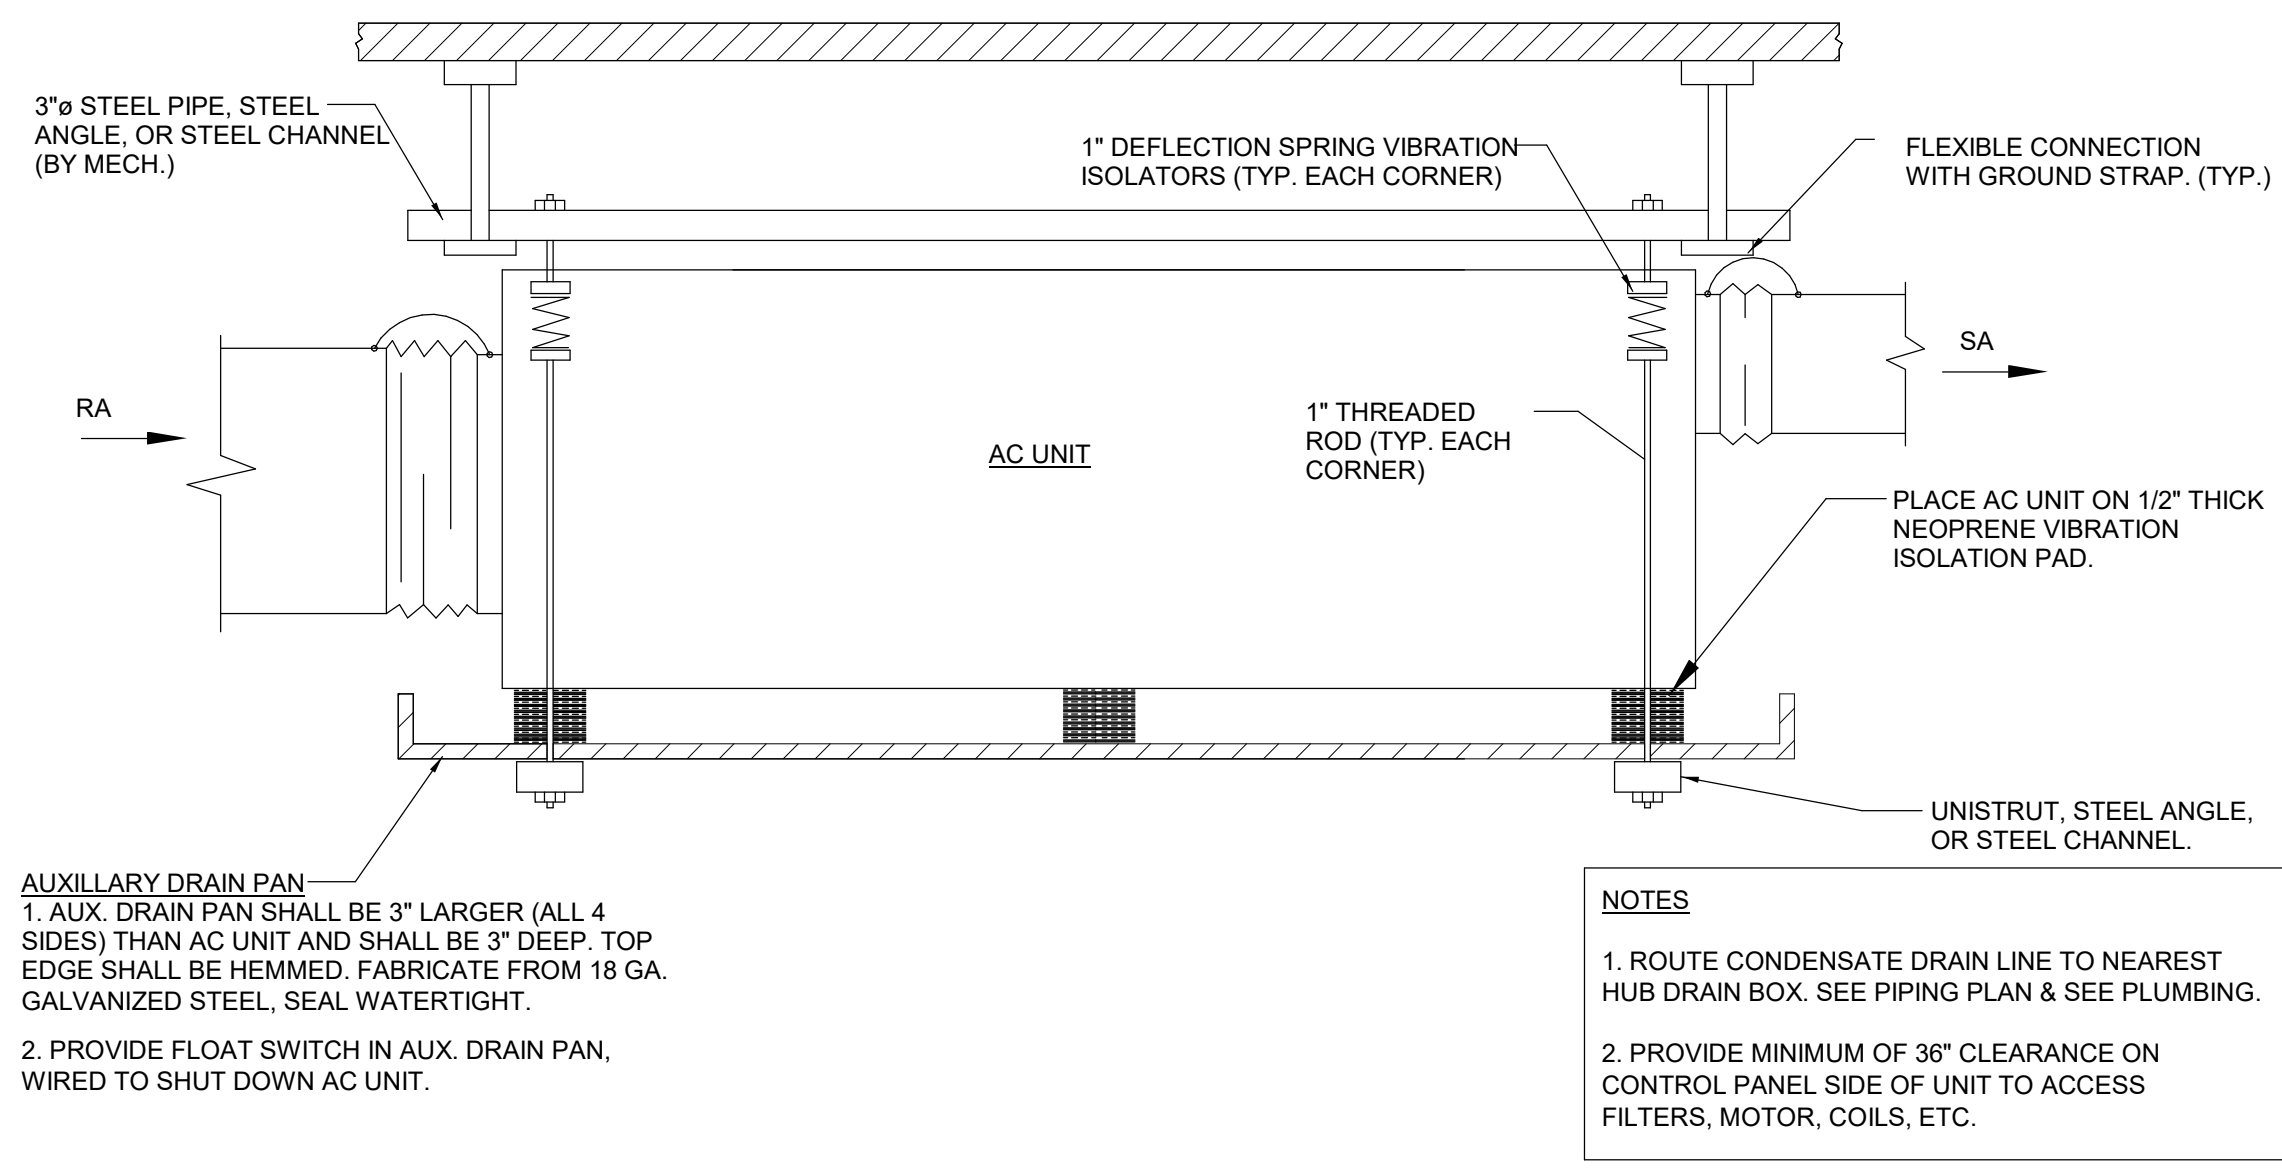 3"ø STEEL PIPE, STEEL
ANGLE, OR STEEL CHANNEL
(BY MECH.)
1" DEFLECTION SPRING VIBRATION
ISOLATORS (TYP. EACH CORNER)
FLEXIBLE CONNECTION
WITH GROUND STRAP. (TYP.)
RA
SA
AC UNIT
1" THREADED
ROD (TYP. EACH
CORNER)
PLACE AC UNIT ON 1/2" THICK
NEOPRENE VIBRATION
ISOLATION PAD.
UNISTRUT, STEEL ANGLE,
OR STEEL CHANNEL.
AUXILLARY DRAIN PAN
1. AUX. DRAIN PAN SHALL BE 3" LARGER (ALL 4
SIDES) THAN AC UNIT AND SHALL BE 3" DEEP. TOP
EDGE SHALL BE HEMMED. FABRICATE FROM 18 GA.
GALVANIZED STEEL, SEAL WATERTIGHT.
2. PROVIDE FLOAT SWITCH IN AUX. DRAIN PAN,
WIRED TO SHUT DOWN AC UNIT.
NOTES
1. ROUTE CONDENSATE DRAIN LINE TO NEAREST
HUB DRAIN BOX. SEE PIPING PLAN & SEE PLUMBING.
2. PROVIDE MINIMUM OF 36" CLEARANCE ON
CONTROL PANEL SIDE OF UNIT TO ACCESS
FILTERS, MOTOR, COILS, ETC.